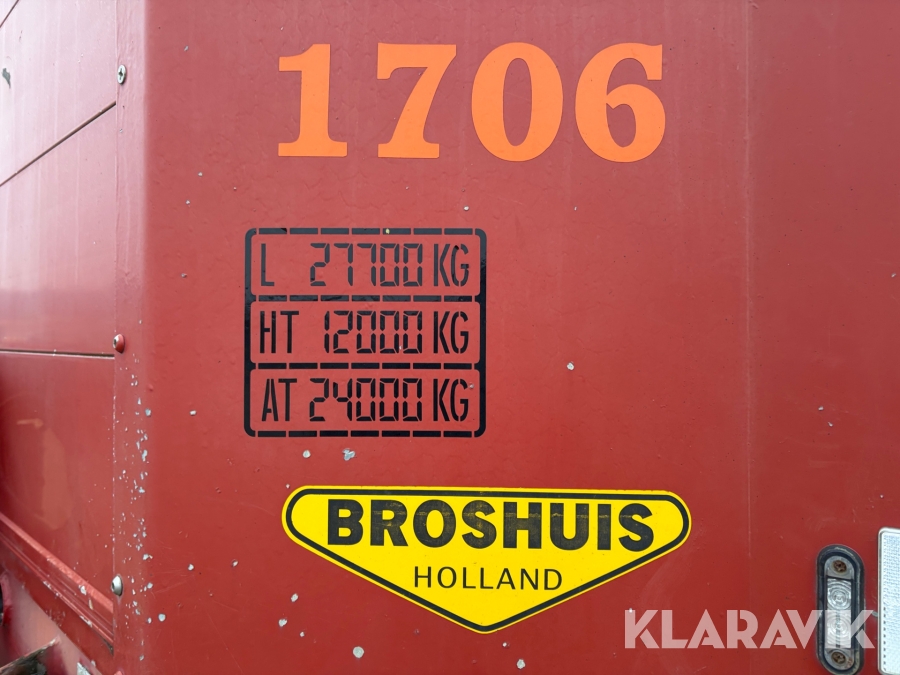 1706
L 27700 KG
HT 12000 KG
AT 24000 KG
BROSHUIS
HOLLAND
KLARAVIK